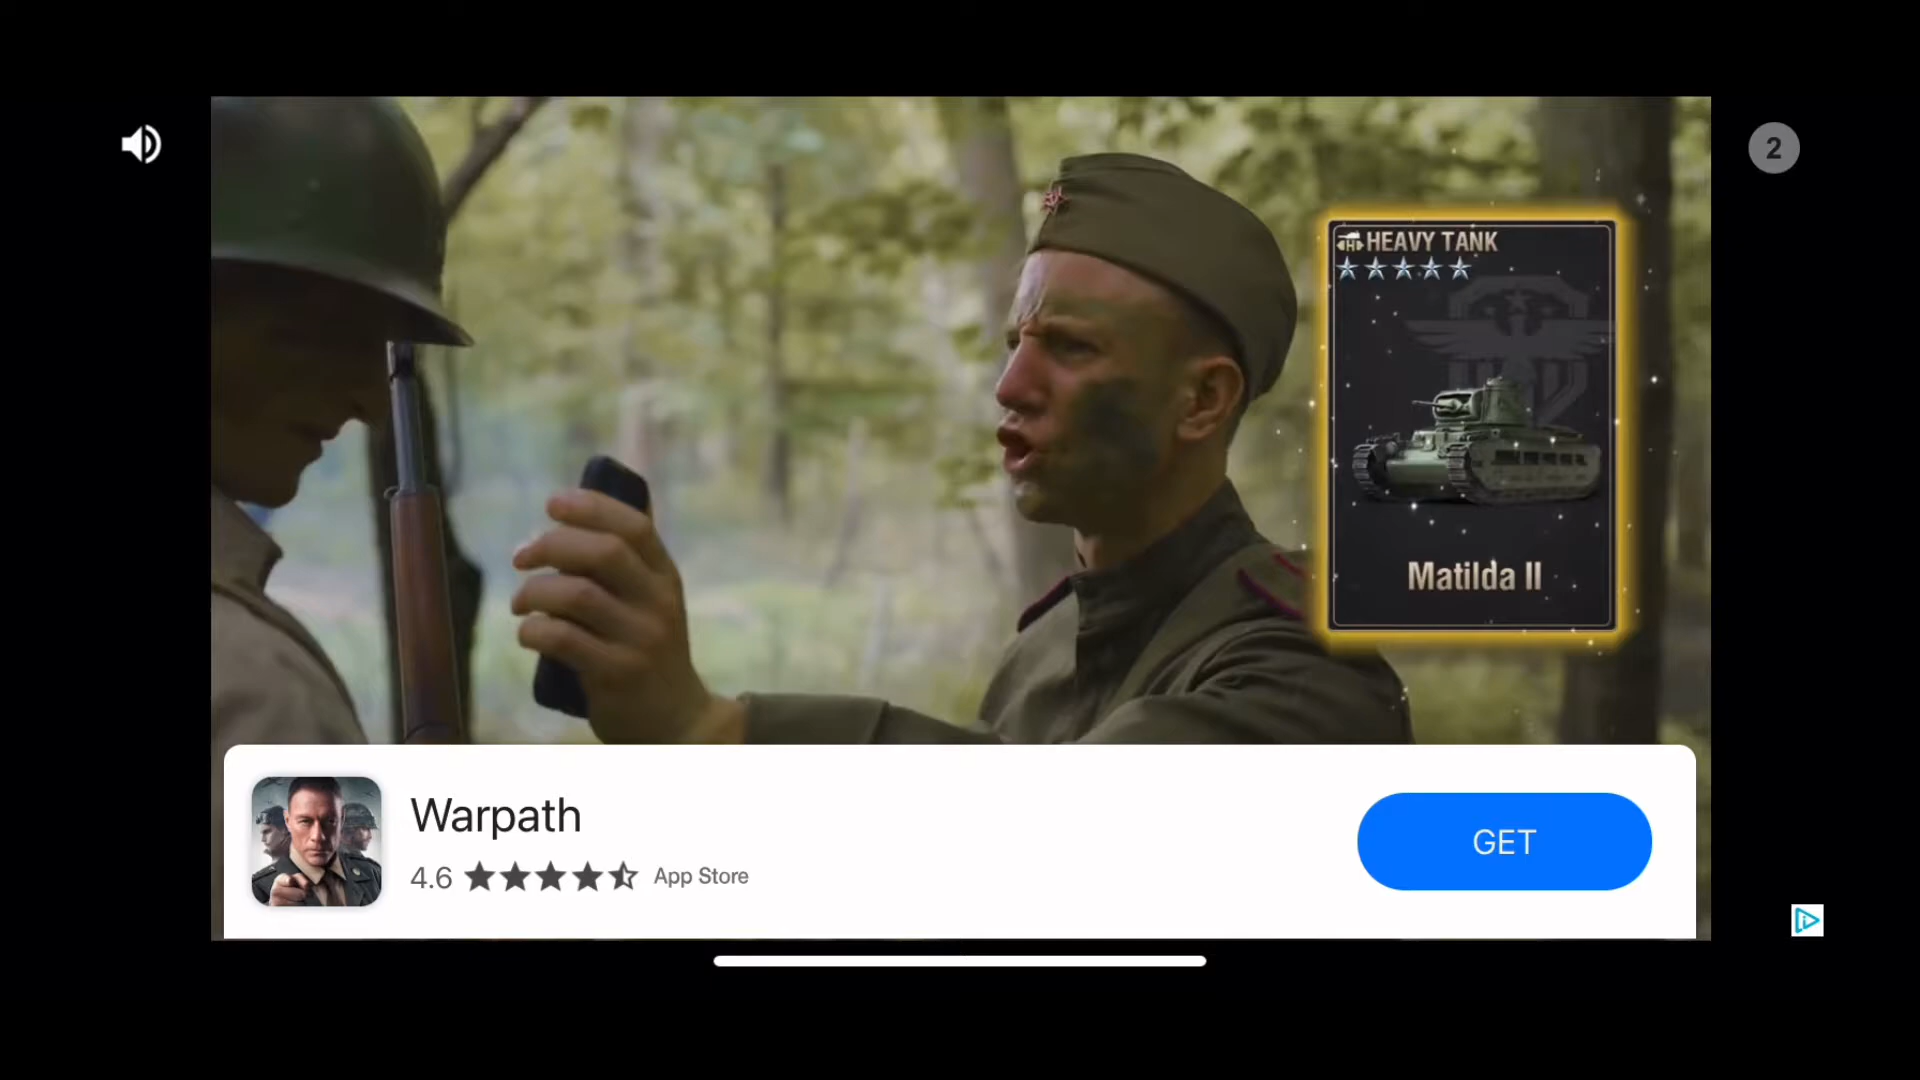 2
HEAVY TANK
Matilda II
Warpath
4.6 App Store
GET